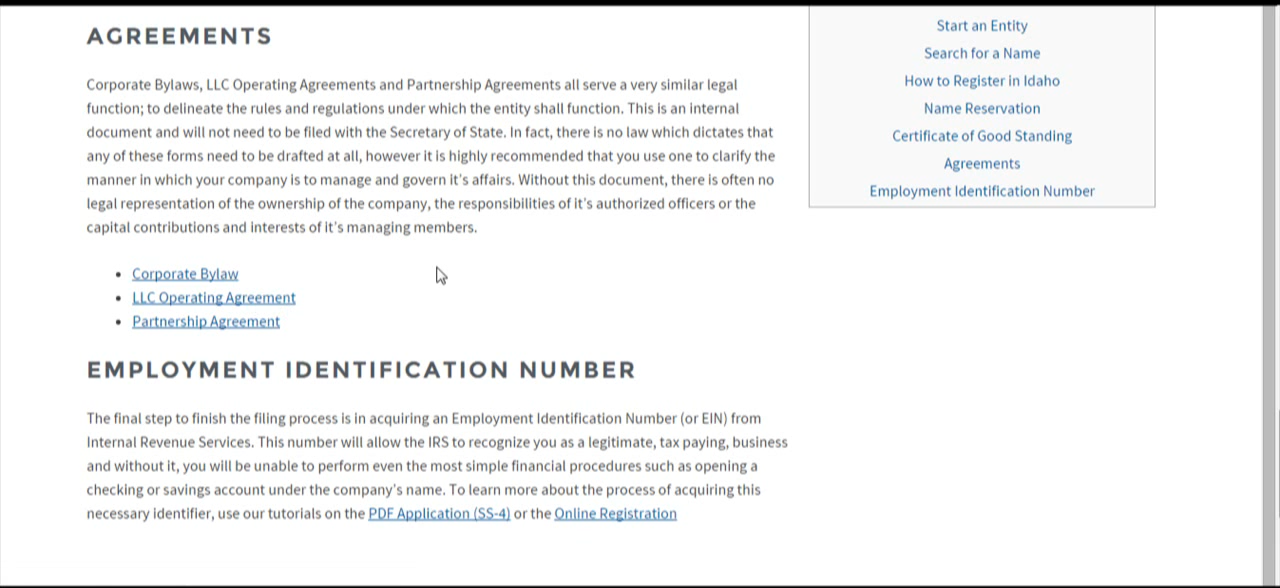 AGREEMENTS
Corporate Bylaws, LLC Operating Agreements and Partnership Agreements all serve a very similar legal
function; to delineate the rules and regulations under which the entity shall function. This is an internal
document and will not need to be filed with the Secretary of State. In fact, there is no law which dictates that
any of these forms need to be drafted at all, however it is highly recommended that you use one to clarify the
manner in which your company is to manage and govern it's affairs. Without this document, there is often no
legal representation of the ownership of the company, the responsibilities of it's authorized officers or the
capital contributions and interests of it's managing members.
• Corporate Bylaw
• LLC Operating Agreement
• Partnership Agreement
EMPLOYMENT IDENTIFICATION NUMBER
The final step to finish the filing process is in acquiring an Employment Identification Number (or EIN) from
Internal Revenue Services. This number will allow the IRS to recognize you as a legitimate, tax paying, business
and without it, you will be unable to perform even the most simple financial procedures such as opening a
checking or savings account under the company's name. To learn more about the process of acquiring this
necessary identifier, use our tutorials on the PDF Application (SS-4) or the Online Registration
Start an Entity
Search for a Name
How to Register in Idaho
Name Reservation
Certificate of Good Standing
Agreements
Employment Identification Number